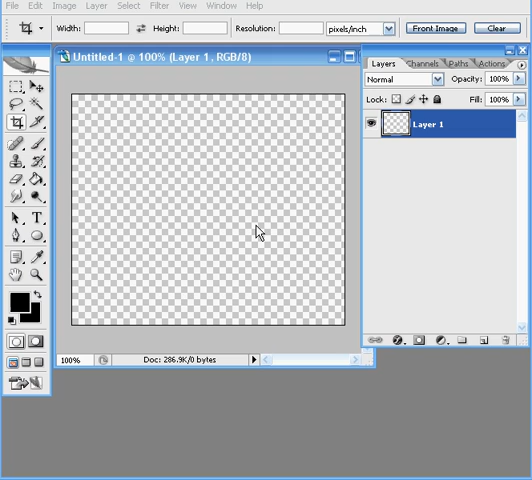 File Edit Image Layer Select Filter View Window Help
Width: Height: Resolution: pixels/inch Front Image Clear
Untitled-1 @ 100% (Layer 1, RGB/8)
Layers Channels Paths Actions
Normal Opacity: 100%
Lock: Fill: 100%
Layer 1
T
100% Doc: 286.9K/0 bytes